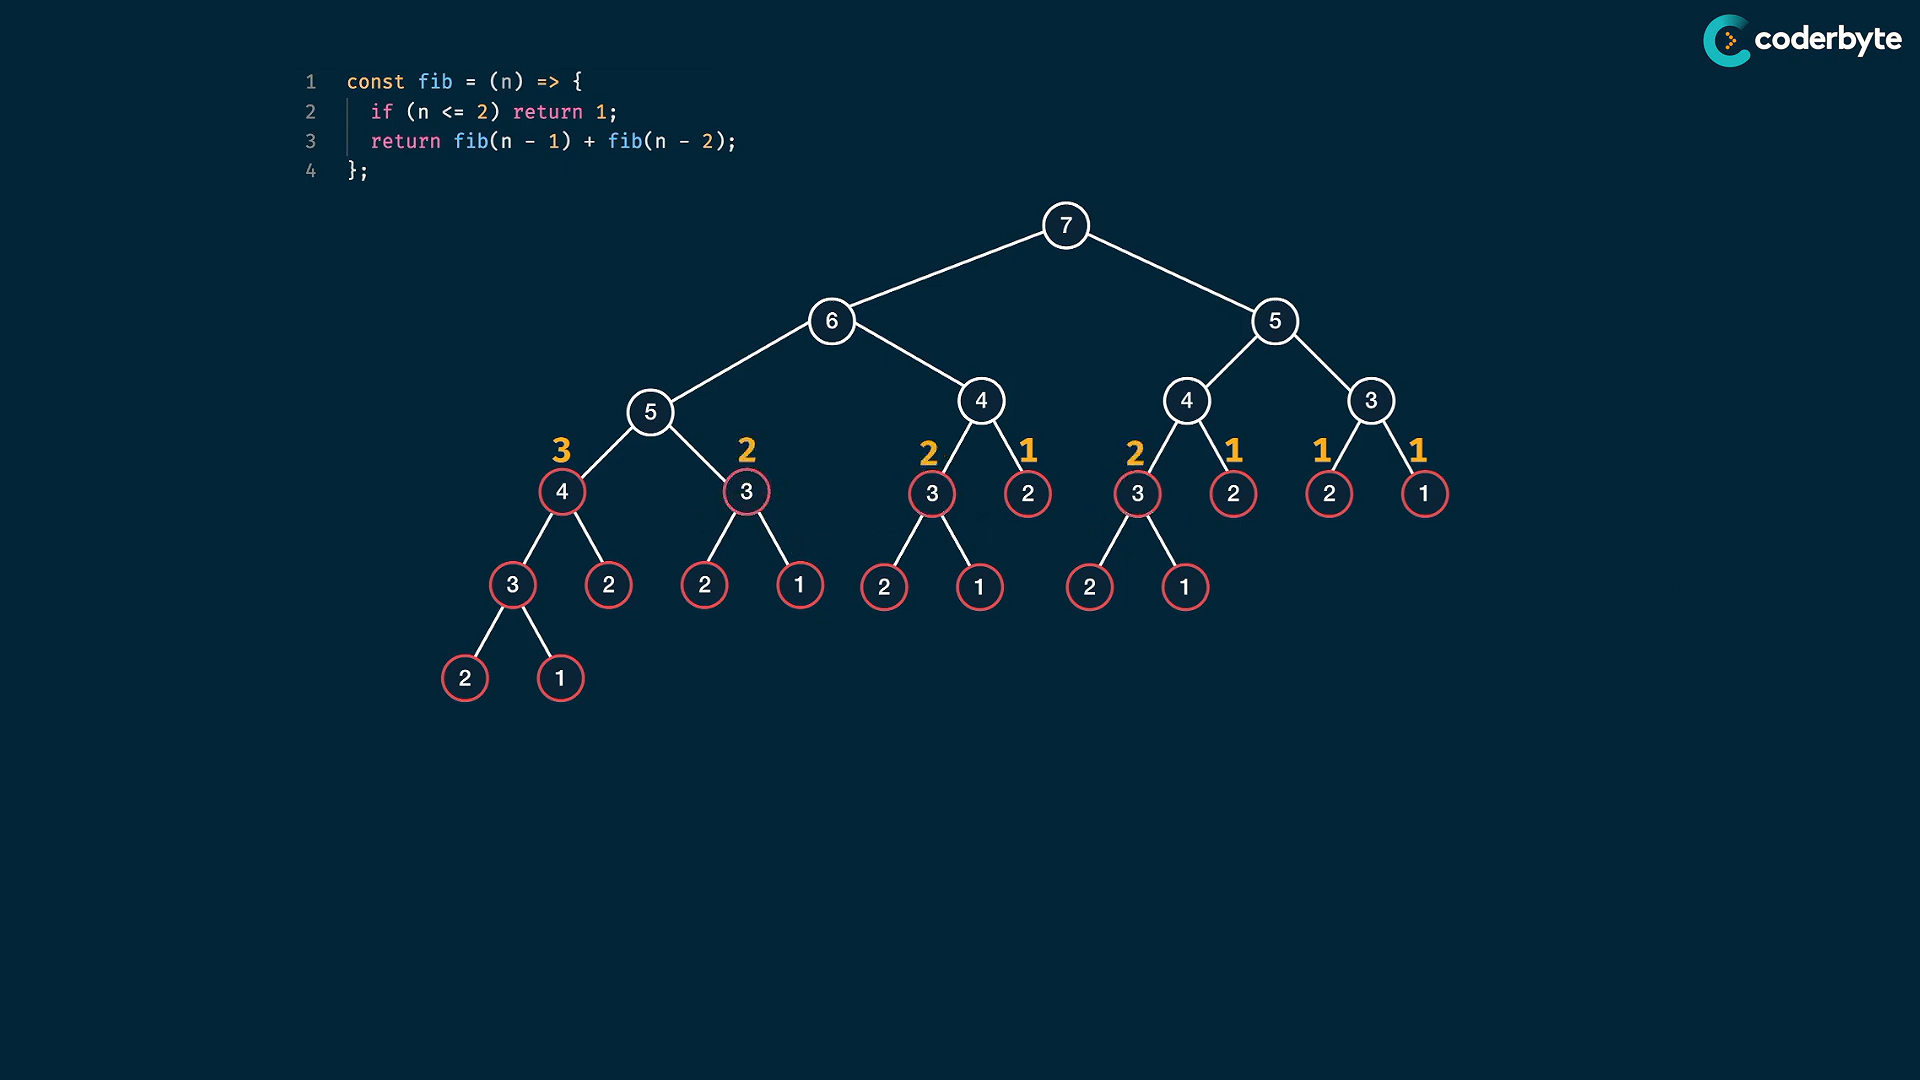 coderbyte
1 const fib = (n) => {
2 if (n <= 2) return 1;
3 return fib(n - 1) + fib(n - 2);
4 };
7
6 5
5 4 4 3
3 2 2 1 2 1 1 1
4 3 3 2 3 2 2 1
3 2 2 1 2 1 2 1
2 1